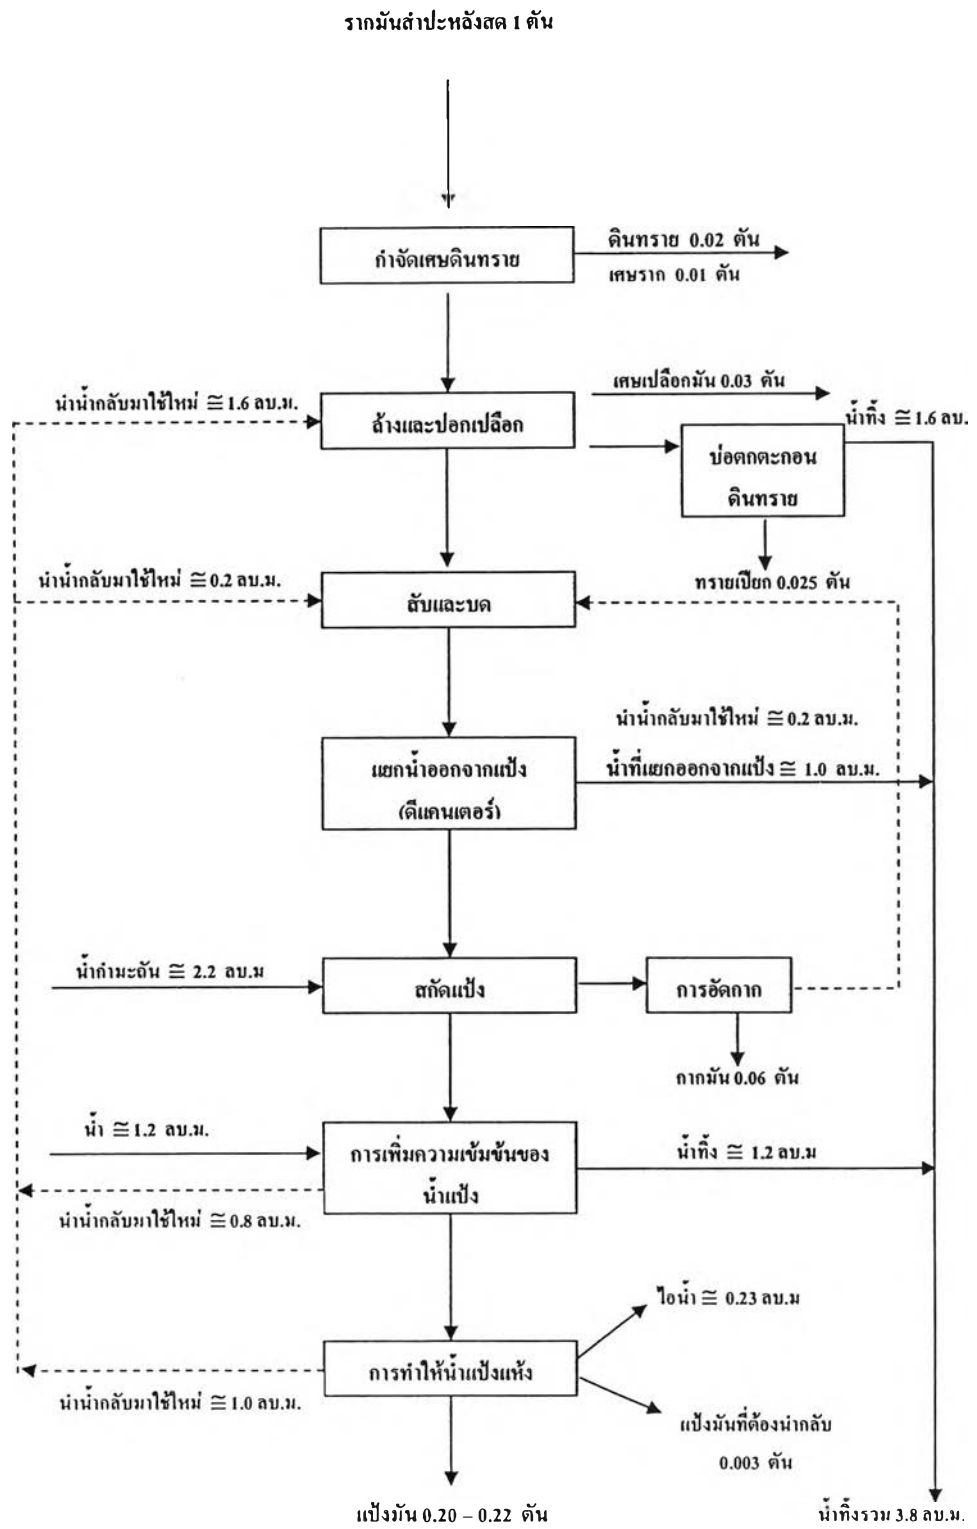 รากมันสำปะหลังสด 1 ตัน
กำจัดเศษดินทราย
ดินทราย 0.02 ตัน
เศษราก 0.01 ตัน
นำน้ำกลับมาใช้ใหม่ ≅ 1.6 ลบ.ม.
ล้างและปอกเปลือก
เศษเปลือกมัน 0.03 ตัน
น้ำทิ้ง ≅ 1.6 ลบ.
บ่อตกตะกอน
ดินทราย
ทรายเปียก 0.025 ตัน
นำน้ำกลับมาใช้ใหม่ ≅ 0.2 ลบ.ม.
สับและบด
นำน้ำกลับมาใช้ใหม่ ≅ 0.2 ลบ.ม.
แยกน้ำออกจากแป้ง
(ดีแคนเตอร์)
น้ำที่แยกออกจากแป้ง ≅ 1.0 ลบ.ม.
น้ำกำมะถัน ≅ 2.2 ลบ.ม
สกัดแป้ง
การอัดกาก
กากมัน 0.06 ตัน
น้ำ ≅ 1.2 ลบ.ม.
การเพิ่มความเข้มข้นของ
น้ำแป้ง
น้ำทิ้ง ≅ 1.2 ลบ.ม
นำน้ำกลับมาใช้ใหม่ ≅ 0.8 ลบ.ม.
ไอน้ำ ≅ 0.23 ลบ.ม
การทำให้น้ำแป้งแห้ง
นำน้ำกลับมาใช้ใหม่ ≅ 1.0 ลบ.ม.
แป้งมันที่ต้องนำกลับ
0.003 ตัน
แป้งมัน 0.20 – 0.22 ตัน
น้ำทิ้งรวม 3.8 ลบ.ม.